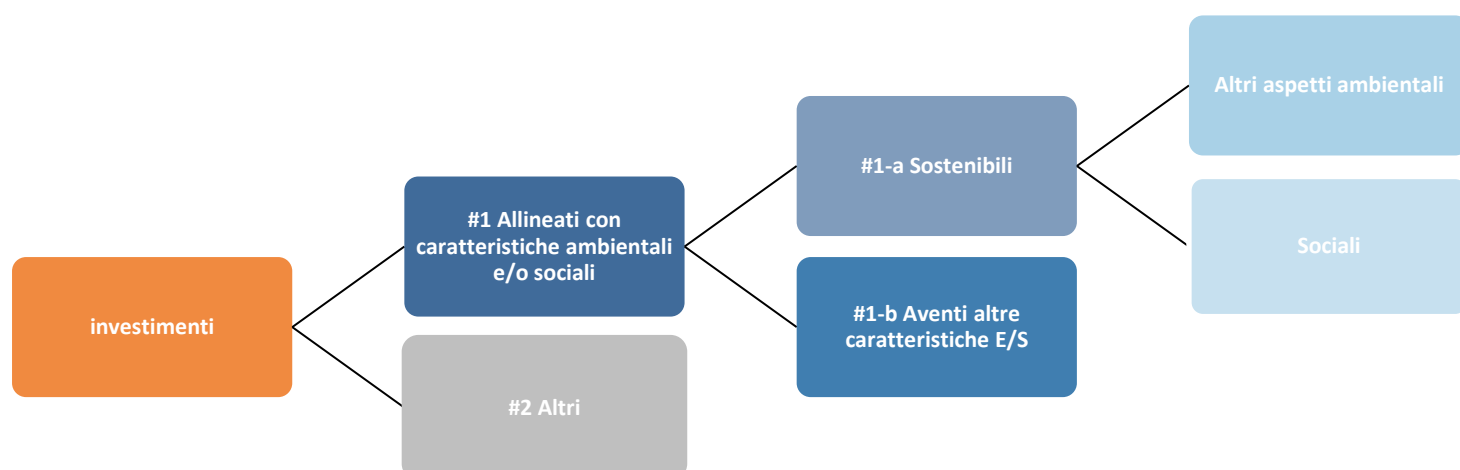 investimenti
#1 Allineati con
caratteristiche ambientali
e/o sociali
#2 Altri
#1-a Sostenibili
#1-b Aventi altre
caratteristiche E/S
Altri aspetti ambientali
Sociali